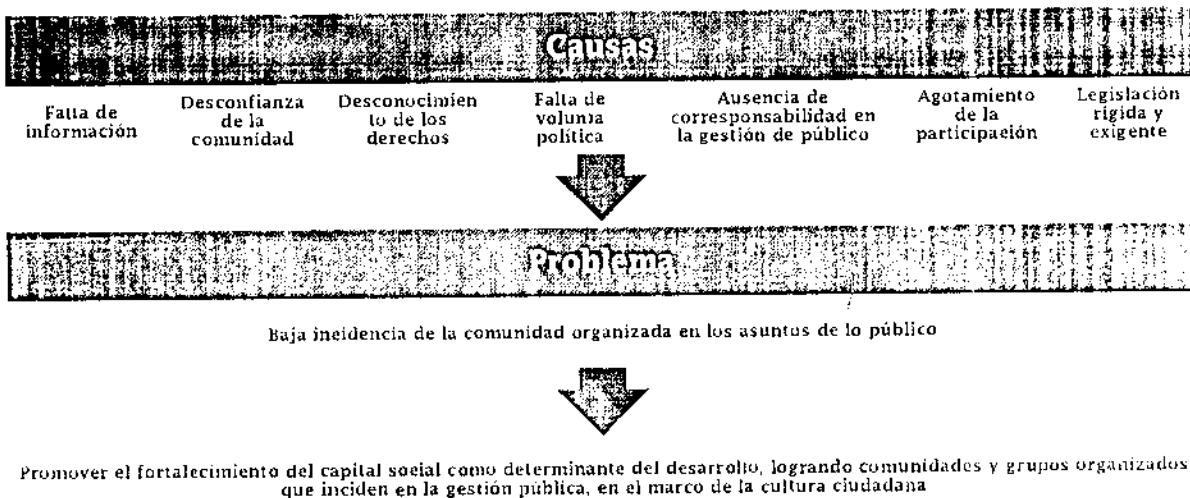 Causas
Falta de
información
Desconfianza
de la
comunidad
Desconocimien
to de los
derechos
Falta de
volunta
política
Ausencia de
corresponsabilidad en
la gestión de público
Agotamiento
de la
participación
Legislación
rígida y
exigente
Problema
Baja incidencia de la comunidad organizada en los asuntos de lo público
Promover el fortalecimiento del capital social como determinante del desarrollo, logrando comunidades y grupos organizados
que inciden en la gestión pública, en el marco de la cultura ciudadana